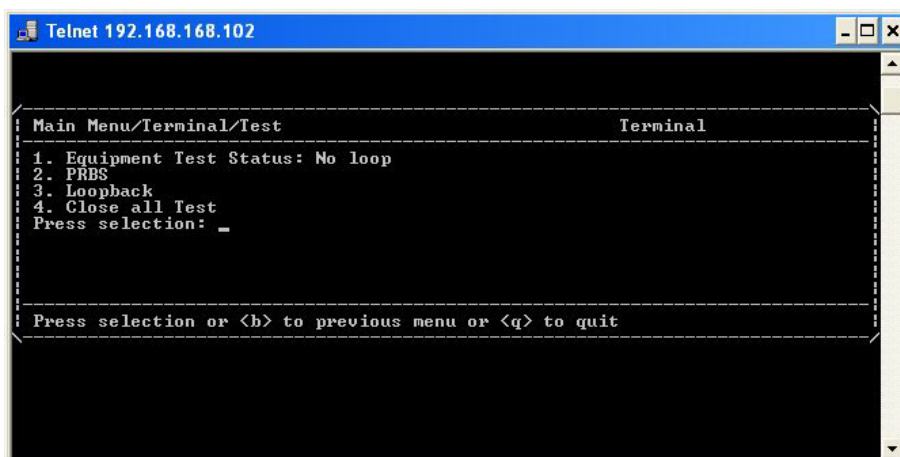 Telnet 192.168.168.102
Main Menu/Terminal/Test Terminal
1. Equipment Test Status: No loop
2. PRBS
3. Loopback
4. Close all Test
Press selection: _
Press selection or <b> to previous menu or <q> to quit